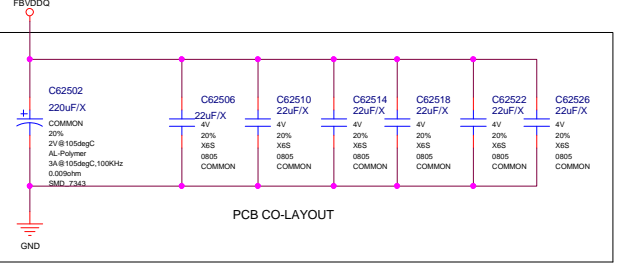 FBVDDQ
C62502
220uF/X
COMMON
20%
2V@105degC
AL-Polymer
3A@105degC,100KHz
0.009ohm
SMD_7343
C62506
22uF/X
4V
20%
X6S
0805
COMMON
C62510
22uF/X
4V
20%
X6S
0805
COMMON
C62514
22uF/X
4V
20%
X6S
0805
COMMON
C62518
22uF/X
4V
20%
X6S
0805
COMMON
C62522
22uF/X
4V
20%
X6S
0805
COMMON
C62526
22uF/X
4V
20%
X6S
0805
COMMON
PCB CO-LAYOUT
GND